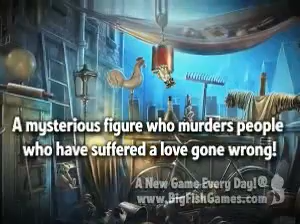 A mysterious figure who murders people
who have suffered a love gone wrong!
A New Game Every Day!@
www.BigFishGames.com